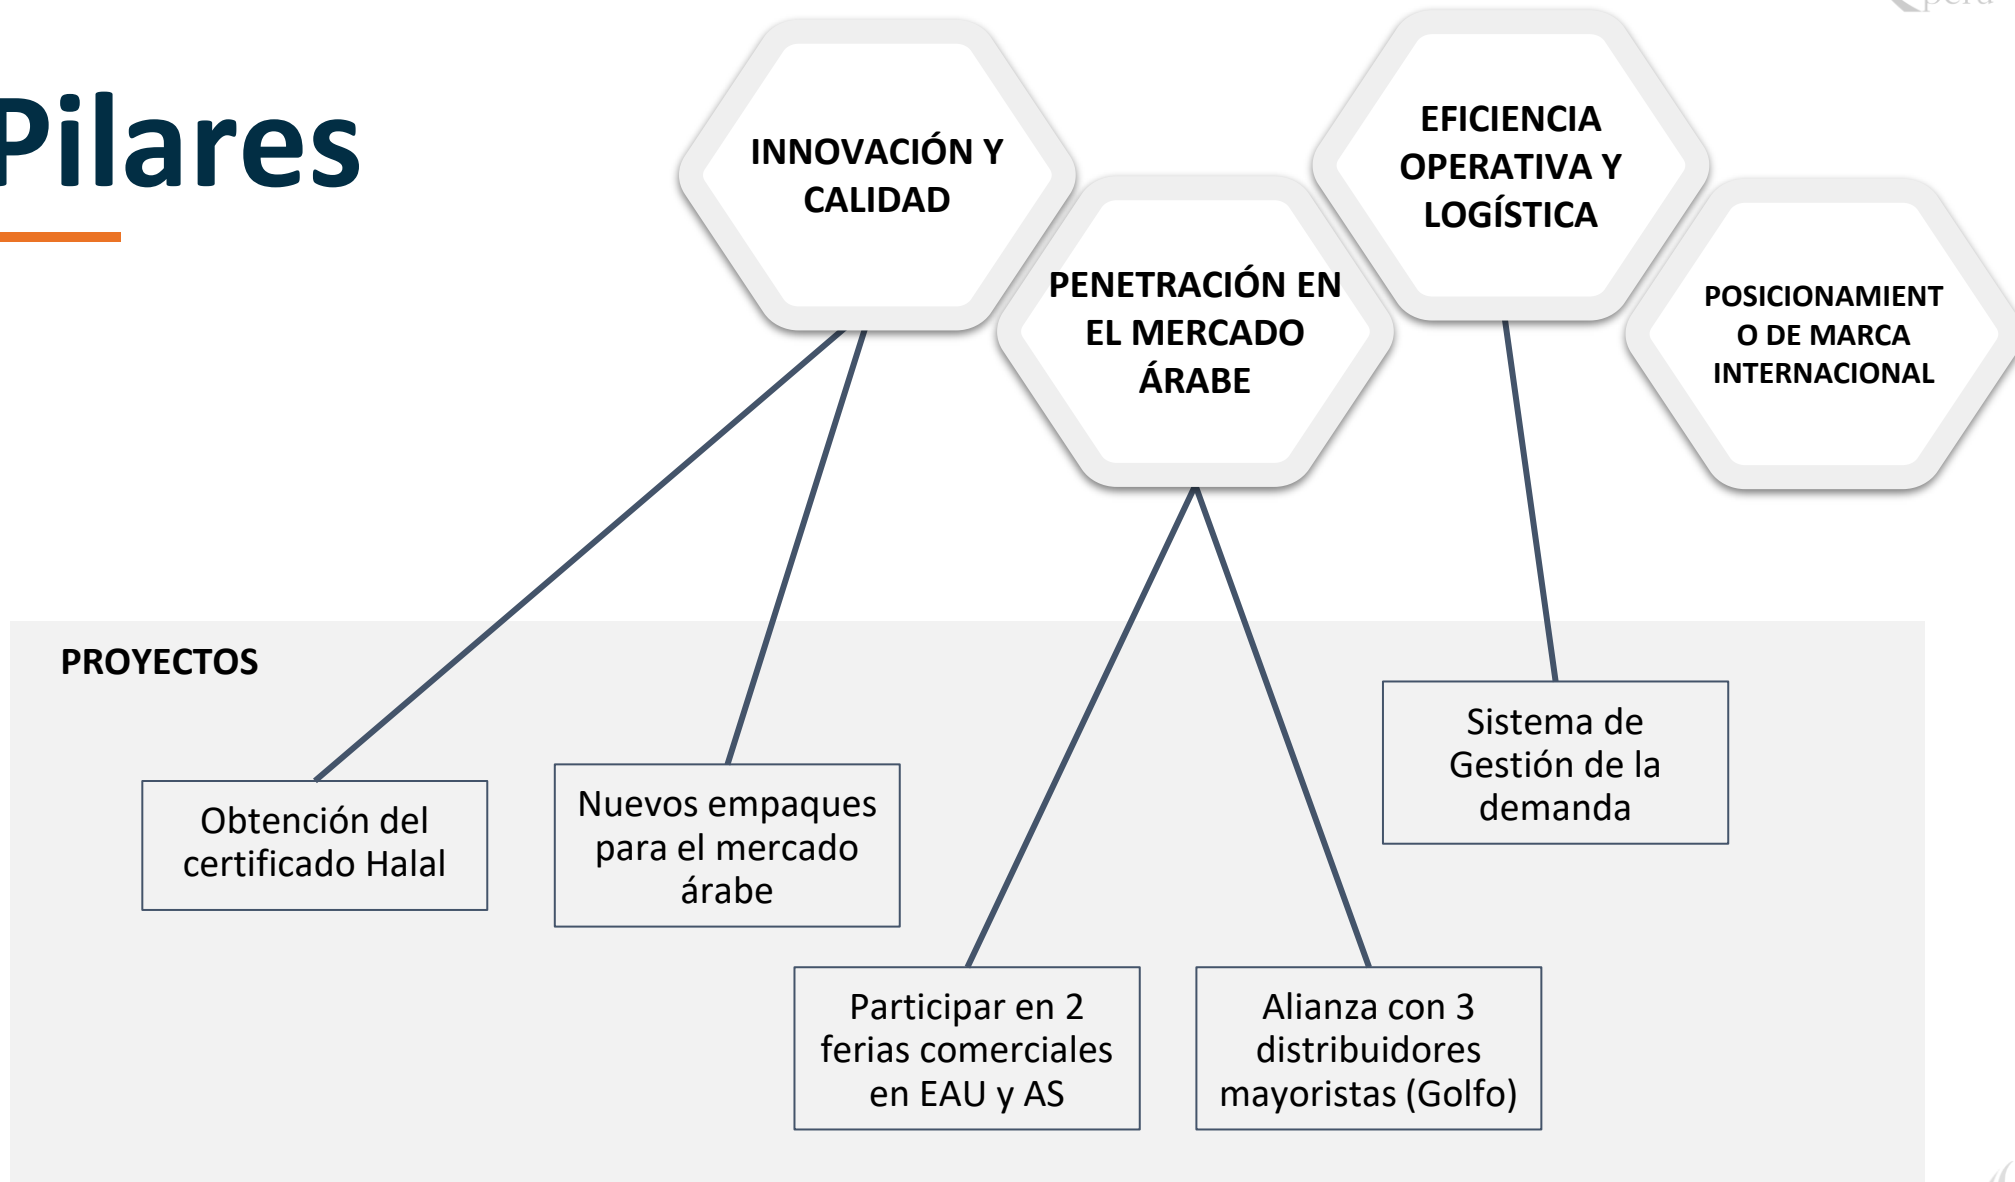 Pilares
INNOVACIÓN Y
CALIDAD
PENETRACIÓN EN
EL MERCADO
ÁRABE
EFICIENCIA
OPERATIVA Y
LOGÍSTICA
POSICIONAMIENT
O DE MARCA
INTERNACIONAL
PROYECTOS
Obtención del
certificado Halal
Nuevos empaques
para el mercado
árabe
Participar en 2
ferias comerciales
en EAU y AS
Alianza con 3
distribuidores
mayoristas (Golfo)
Sistema de
Gestión de la
demanda